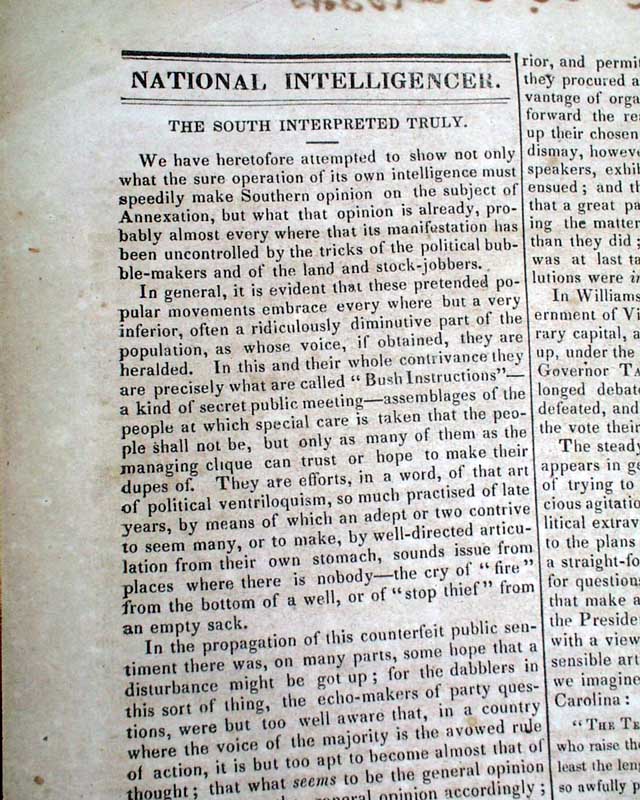 NATIONAL INTELLIGENCER.
THE SOUTH INTERPRETED TRULY.
We have heretofore attempted to show not only
what the sure operation of its own intelligence must
speedily make Southern opinion on the subject of
Annexation, but what that opinion is already, pro-
bably almost every where that its manifestation has
been uncontrolled by the tricks of the political bub-
ble-makers and of the land and stock-jobbers.
In general, it is evident that these pretended po-
pular movements embrace every where but a very
inferior, often a ridiculously diminutive part of the
population, as whose voice, if obtained, they are
heralded. In this and their whole contrivance they
are precisely what are called "Bush Instructions"—
a kind of secret public meeting—assemblages of the
people at which special care is taken that the peo-
ple shall not be, but only as many of them as the
managing clique can trust or hope to make their
dupes of. They are efforts, in a word, of that art
of political ventriloquism, so much practised of late
years, by means of which an adept or two contrive
to seem many, or to make, by well-directed articu-
lation from their own stomach, sounds issue from
places where there is nobody—the cry of "fire"
from the bottom of a well, or of "stop thief" from
an empty sack.
In the propagation of this counterfeit public sen-
timent there was, on many parts, some hope that a
disturbance might be got up; for the dabblers in
this sort of thing, the echo-makers of party ques-
tions, were but too well aware that, in a country
where the voice of the majority is the avowed rule
of action, it is but too apt to become almost that of
thought; that what seems to be the general opinion
general opinion accordingly;
rior, and permit
they procured a
vantage of orga
forward the re
up their chosen
dismay, howev
speakers, exhi
ensued; and th
that a great pa
ing the matter
than they did;
was at last ta
lutions were in
In Williams
ernment of Vi
rary capital, a
up, under the
Governor TA
longed debat
defeated, and
the vote their
The steady
appears in ge
of trying to
cious agitatio
litical extrav
to the plans
a straight-fo
for question
that make a
the Preside
with a view
sensible art
we imagine
Carolina:
"THE TE
who raise the
least the len
so awfully p